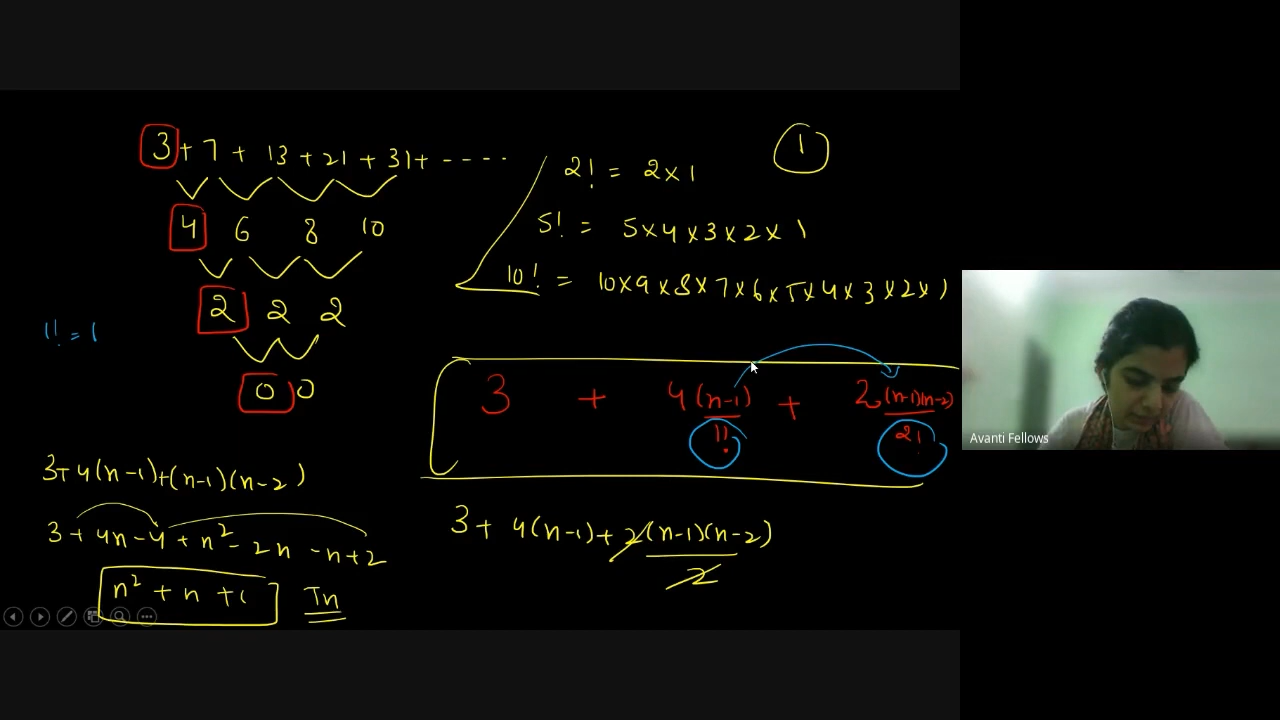 3 + 7 + 13 + 21 + 31 + - - - -
4 6 8 10
2 2 2
0 0
1! = 1
2! = 2 × 1
5! = 5 × 4 × 3 × 2 × 1
10! = 10 × 9 × 8 × 7 × 6 × 5 × 4 × 3 × 2 × 1
1
3 + 4 (n-1) / 1! + 2 (n-1)(n-2) / 2!
3 + 4(n-1) + 2(n-1)(n-2) / 2
3 + 4(n-1) + (n-1)(n-2)
3 + 4n - 4 + n² - 2n - n + 2
n² + n + 1 Tn
Avanti Fellows